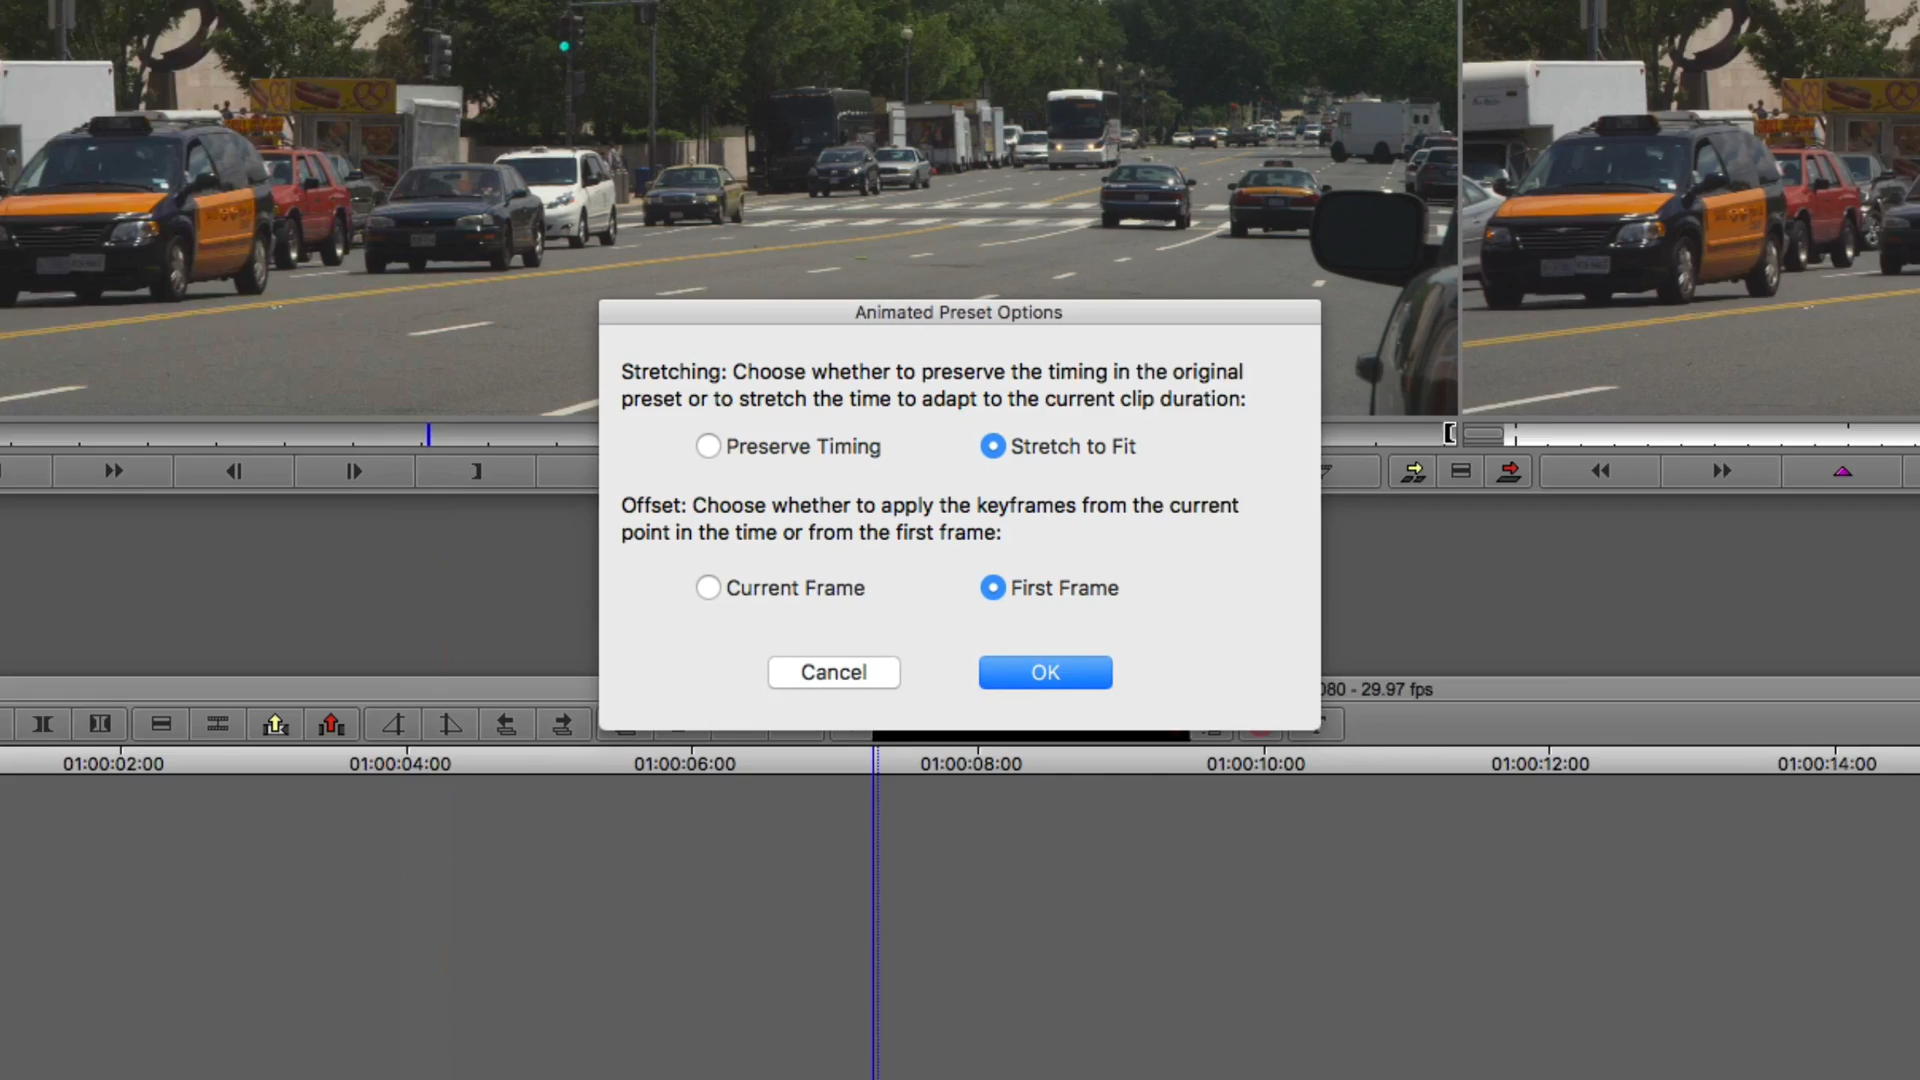 Animated Preset Options
Stretching: Choose whether to preserve the timing in the original
preset or to stretch the time to adapt to the current clip duration:
Preserve Timing Stretch to Fit
Offset: Choose whether to apply the keyframes from the current
point in the time or from the first frame:
Current Frame First Frame
Cancel OK
080 - 29.97 fps
01:00:02:00 01:00:04:00 01:00:06:00 01:00:08:00 01:00:10:00 01:00:12:00 01:00:14:00